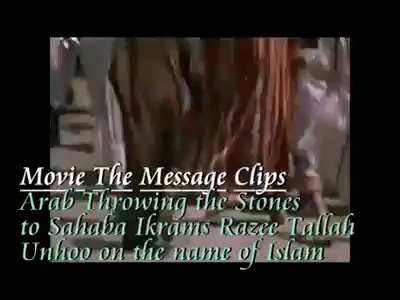 Movie The Message Clips
Arab Throwing the Stones
to Sahaba Ikrams Razee Tallah
Unhoo on the name of Islam